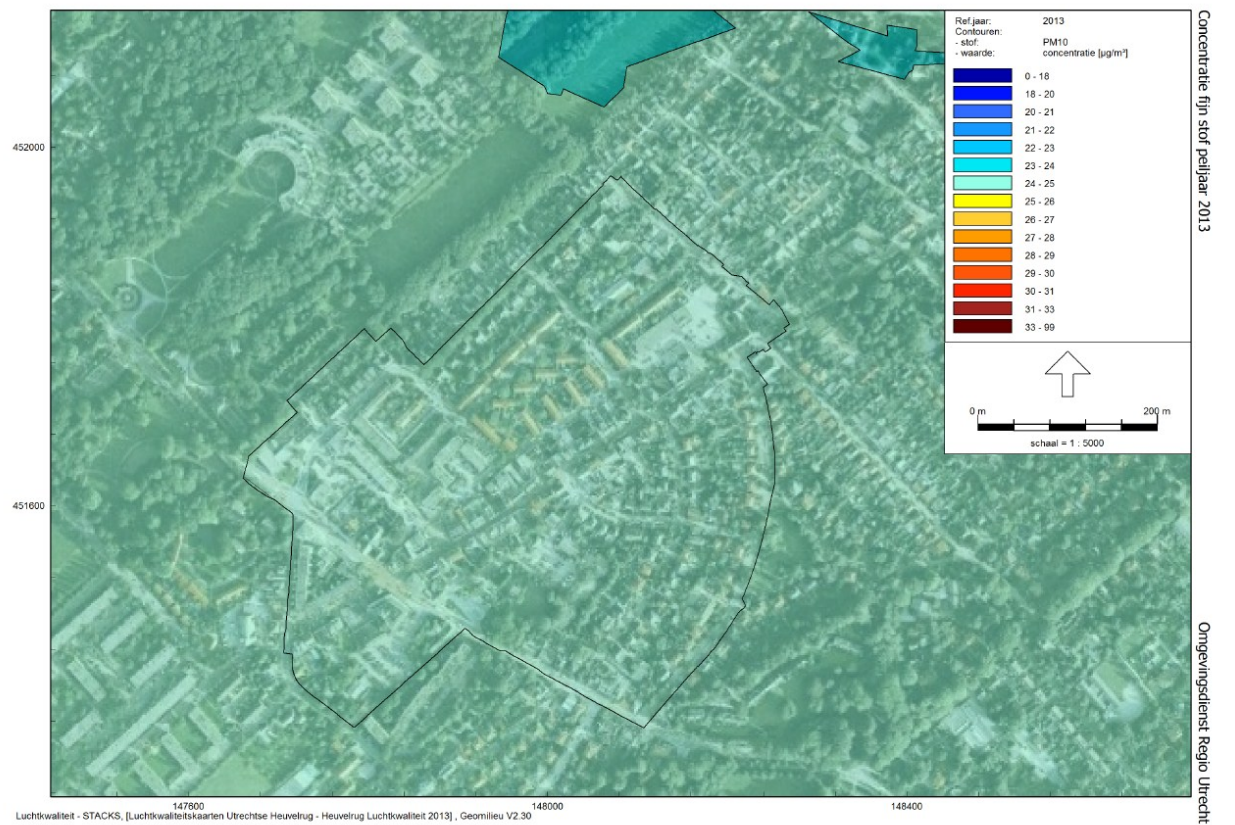 Ref.jaar: 2013
Contouren:
- stof: PM10
- waarde: concentratie [µg/m³]
0 - 18
18 - 20
20 - 21
21 - 22
22 - 23
23 - 24
24 - 25
25 - 26
26 - 27
27 - 28
28 - 29
29 - 30
30 - 31
31 - 33
33 - 99
0 m 200 m
schaal = 1 : 5000
Concentratie fijn stof peiljaar 2013
Omgevingsdienst Regio Utrecht
452000
451600
147600 148000 148400
Luchtkwaliteit - STACKS, [Luchtkwaliteitskaarten Utrechtse Heuvelrug - Heuvelrug Luchtkwaliteit 2013] , Geomilieu V2.30